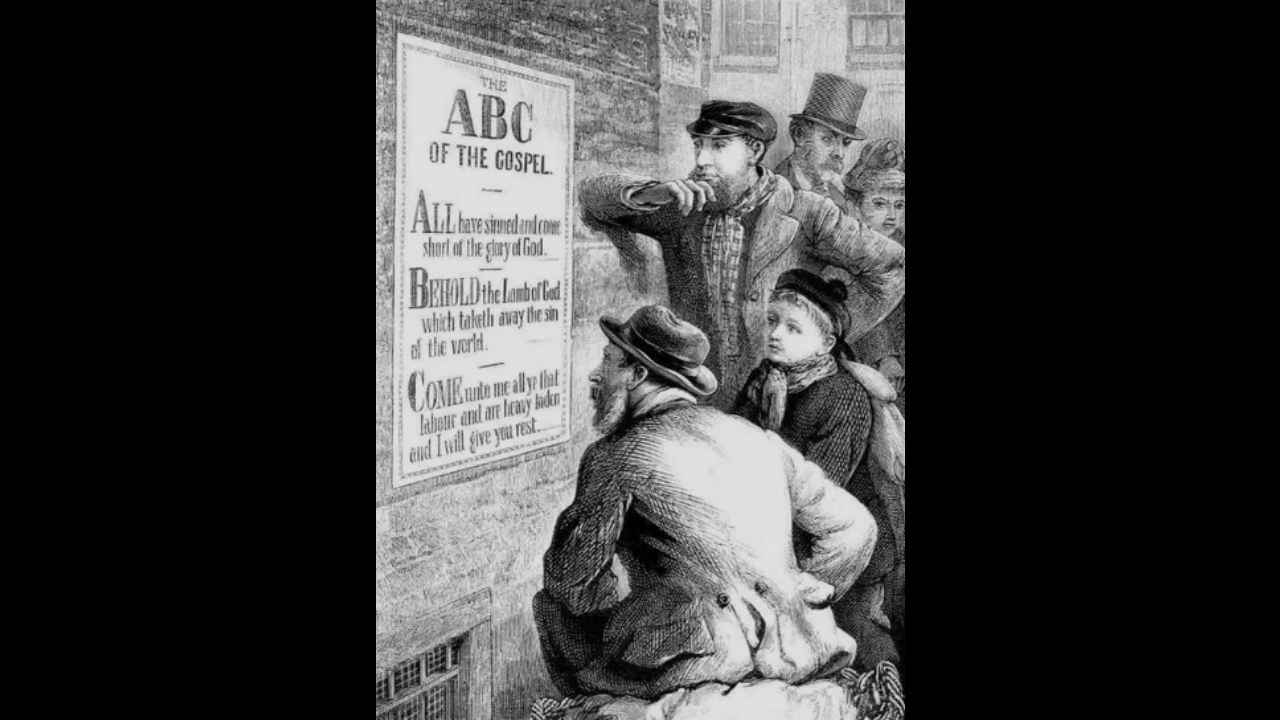 THE
ABC
OF THE GOSPEL.
ALL have sinned and come
short of the glory of God.
BEHOLD the Lamb of God
which taketh away the sin
of the world.
COME unto me all ye that
labour and are heavy laden
and I will give you rest.